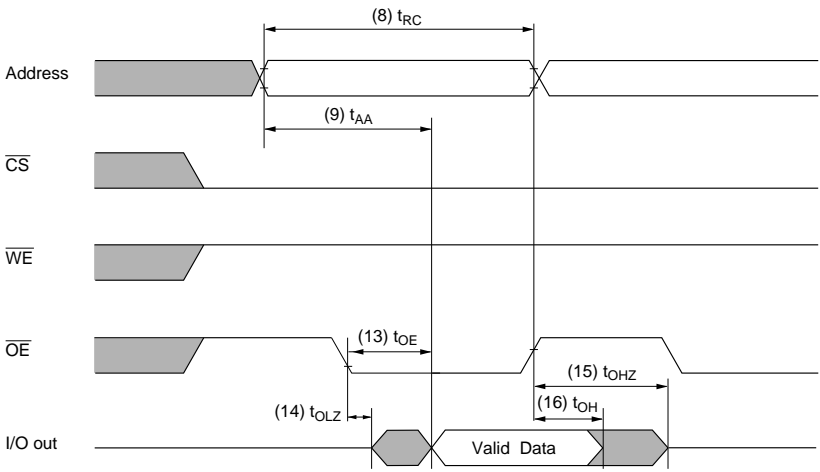 (8) tRC
Address
(9) tAA
CS
WE
OE
(13) tOE
(15) tOHZ
(14) tOLZ
(16) tOH
I/O out
Valid Data